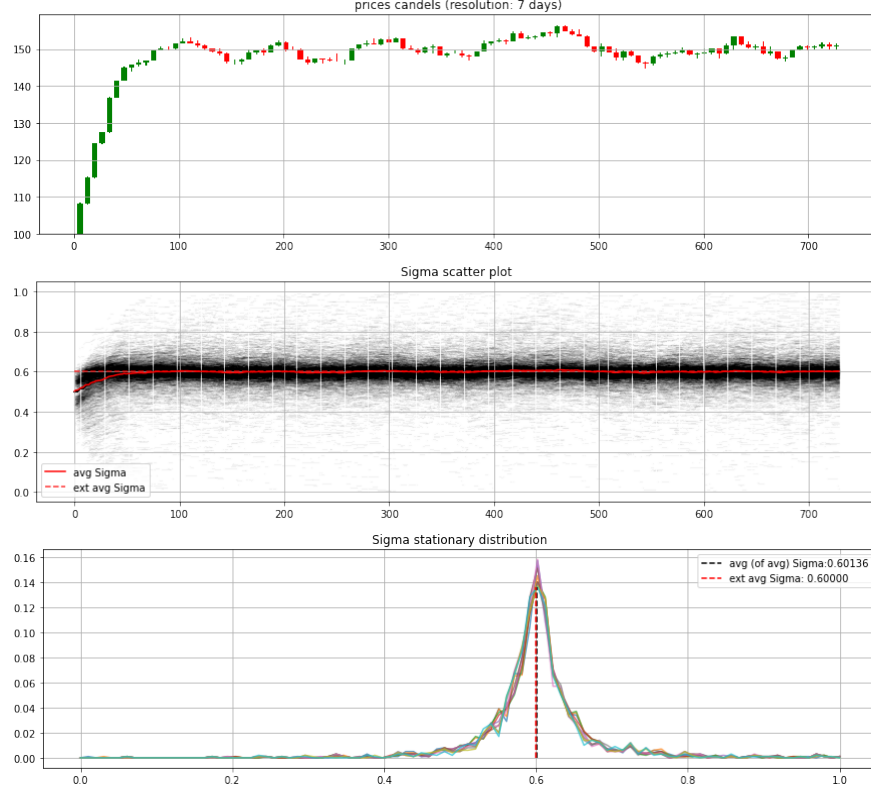 prices candels (resolution: 7 days)
150
140
130
120
110
100
0 100 200 300 400 500 600 700
Sigma scatter plot
1.0
0.8
0.6
0.4
0.2
0.0
avg Sigma
ext avg Sigma
0 100 200 300 400 500 600 700
Sigma stationary distribution
0.16
0.14
0.12
0.10
0.08
0.06
0.04
0.02
0.00
avg (of avg) Sigma:0.60136
ext avg Sigma: 0.60000
0.0 0.2 0.4 0.6 0.8 1.0